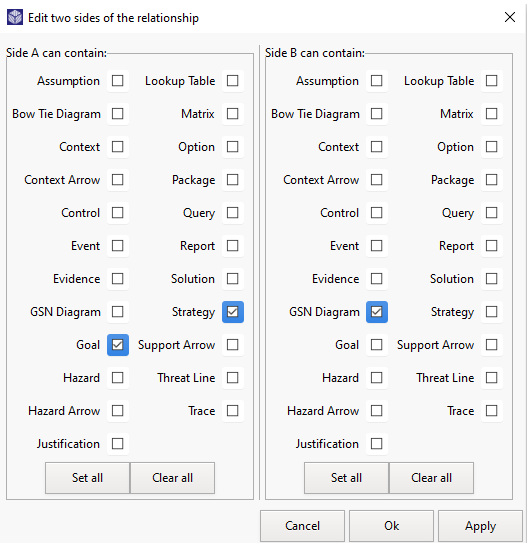 Edit two sides of the relationship
Side A can contain:
Assumption Lookup Table
Bow Tie Diagram Matrix
Context Option
Context Arrow Package
Control Query
Event Report
Evidence Solution
GSN Diagram Strategy
Goal Support Arrow
Hazard Threat Line
Hazard Arrow Trace
Justification
Set all Clear all
Side B can contain:
Assumption Lookup Table
Bow Tie Diagram Matrix
Context Option
Context Arrow Package
Control Query
Event Report
Evidence Solution
GSN Diagram Strategy
Goal Support Arrow
Hazard Threat Line
Hazard Arrow Trace
Justification
Set all Clear all
Cancel Ok Apply